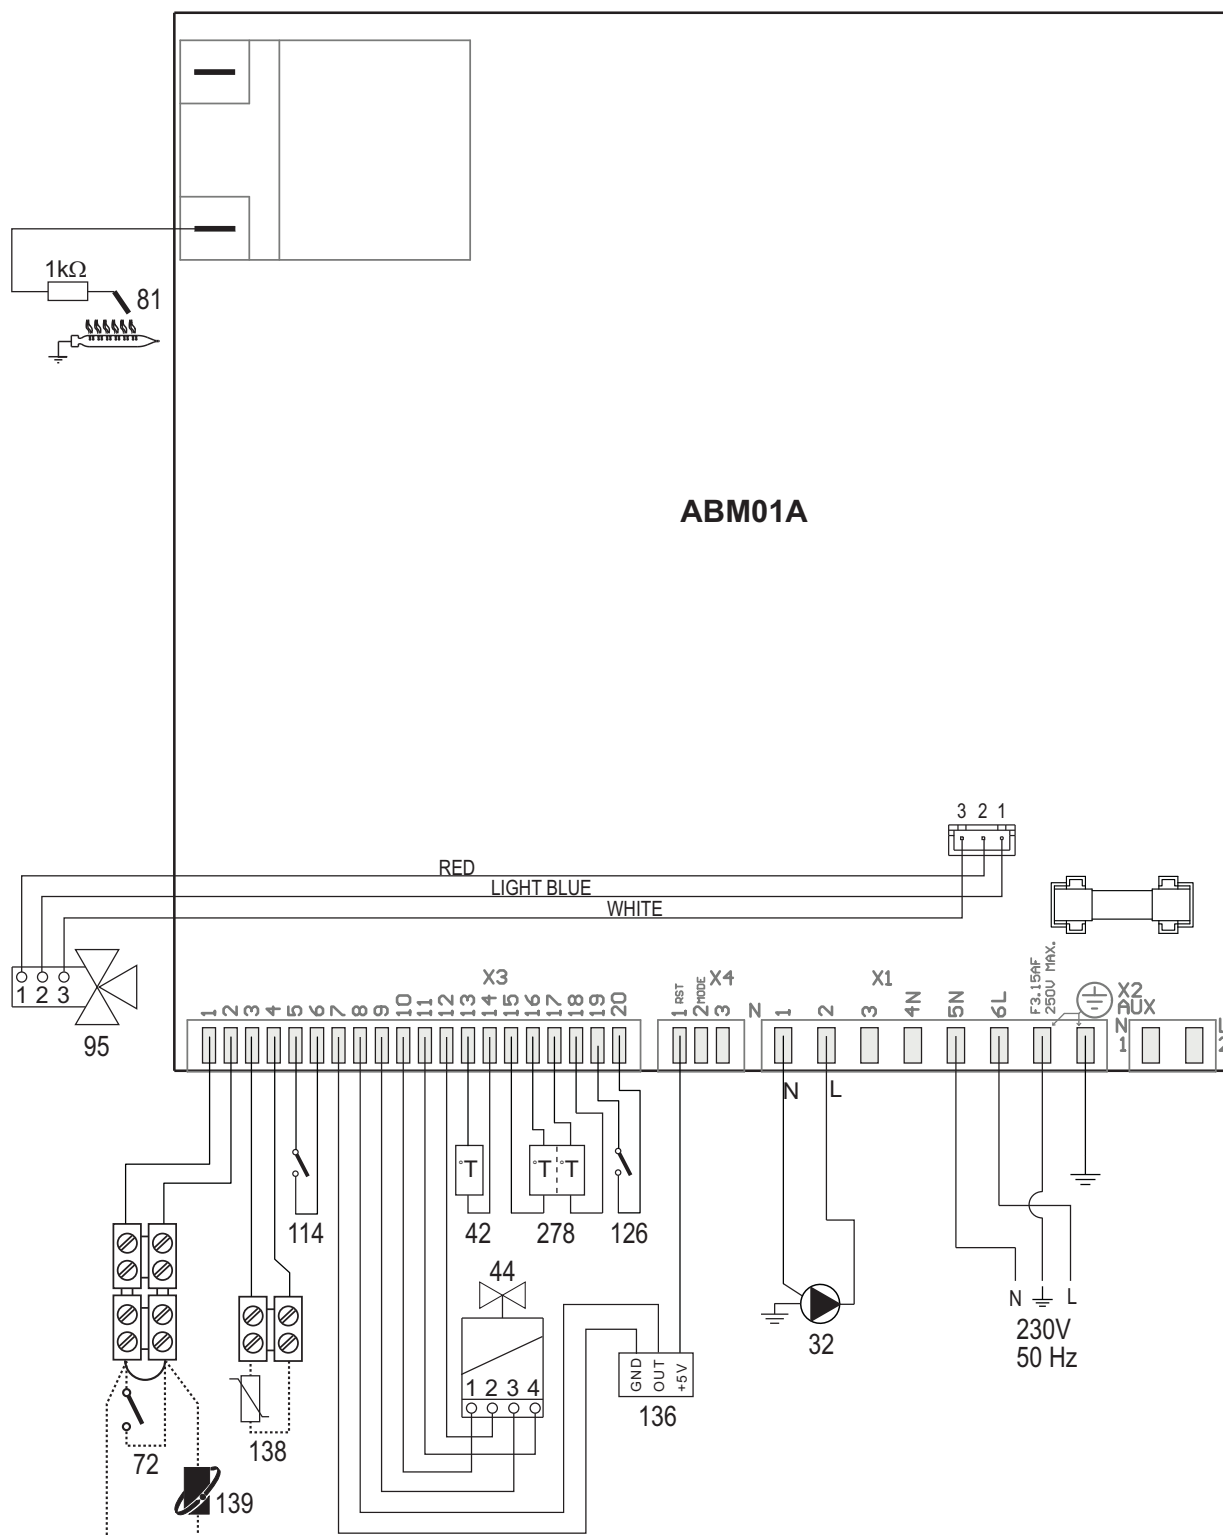 1kΩ
81
ABM01A
3 2 1
RED
LIGHT BLUE
WHITE
1 2 3
95
X3
1 2 3 4 5 6 7 8 9 10 11 12 13 14 15 16 17 18 19 20
X4
1 RST
2 MODE
3
X1
N 1 2 3 4N 5N 6L
F3.15AF
250V MAX.
X2
AUX
N
1
2
N L
°T
°T °T
114
42
278
126
44
1 2 3 4
GND
OUT
+5V
136
32
N L
230V
50 Hz
138
72
139